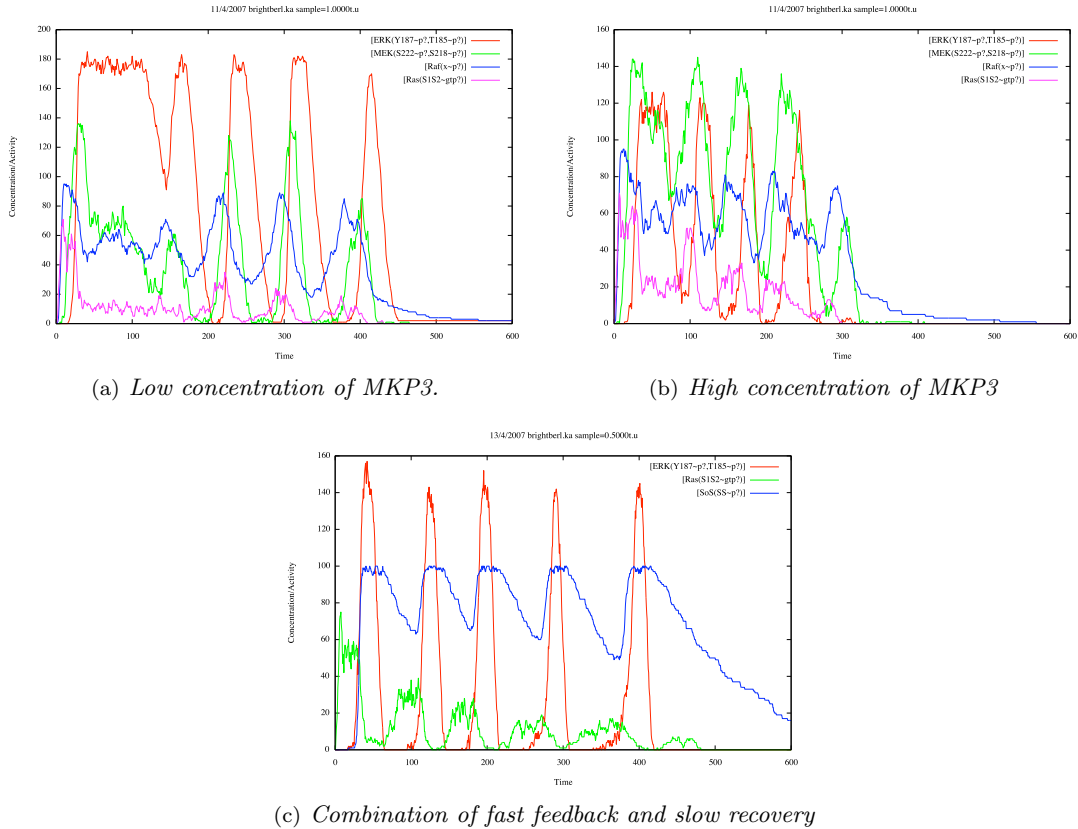 11/4/2007 brightberl.ka sample=1.0000t.u
[ERK(Y187~p?,T185~p?)]
[MEK(S222~p?,S218~p?)]
[Raf(x~p?)]
[Ras(S1S2~gtp?)]
200
180
160
140
120
100
80
60
40
20
0
Concentration/Activity
0 100 200 300 400 500 600
Time
(a) Low concentration of MKP3.
11/4/2007 brightberl.ka sample=1.0000t.u
[ERK(Y187~p?,T185~p?)]
[MEK(S222~p?,S218~p?)]
[Raf(x~p?)]
[Ras(S1S2~gtp?)]
160
140
120
100
80
60
40
20
0
Concentration/Activity
0 100 200 300 400 500 600
Time
(b) High concentration of MKP3
13/4/2007 brightberl.ka sample=0.5000t.u
[ERK(Y187~p?,T185~p?)]
[Ras(S1S2~gtp?)]
[SoS(SS~p?)]
160
140
120
100
80
60
40
20
0
Concentration/Activity
0 100 200 300 400 500 600
Time
(c) Combination of fast feedback and slow recovery